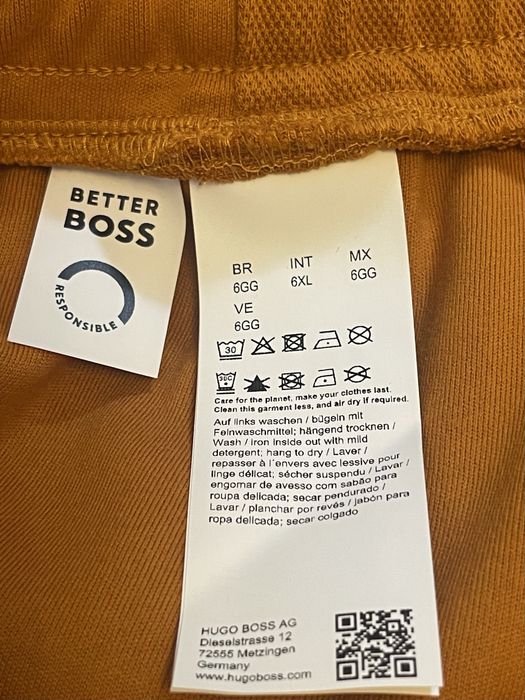 BETTER
BOSS
RESPONSIBLE
BR INT MX
6GG 6XL 6GG
VE
6GG
30
30C
Care for the planet, make your clothes last.
Clean this garment less, and air dry if required.
Auf links waschen / bügeln mit
Feinwaschmittel; hängend trocknen /
Wash / iron inside out with mild
detergent; hang to dry / Laver /
repasser à l'envers avec lessive pour
linge délicat; sécher suspendu / Lavar /
engomar de avesso com sabão para
roupa delicada; secar pendurado /
Lavar / planchar por revés / jabón para
ropa delicada; secar colgado
HUGO BOSS AG
Dieselstrasse 12
72555 Metzingen
Germany
www.hugoboss.com